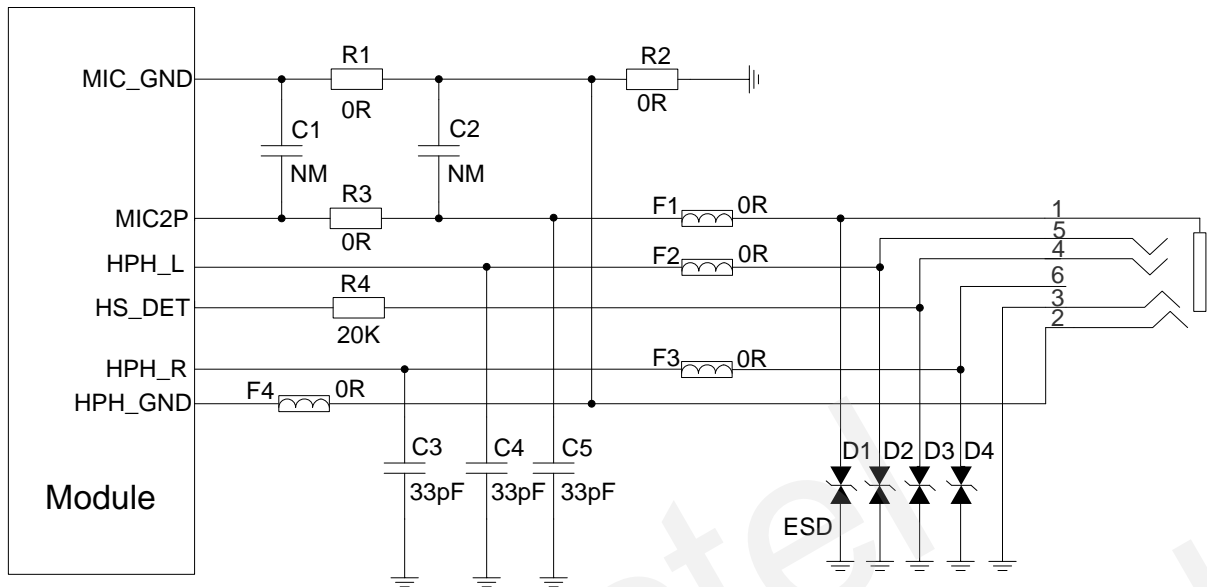 MIC_GND
R1
0R
R2
0R
C1
NM
C2
NM
MIC2P
R3
0R
F1
0R
1
5
HPH_L
F2
0R
4
HS_DET
R4
20K
6
3
2
HPH_R
F3
0R
HPH_GND
F4
0R
C3
33pF
C4
33pF
C5
33pF
D1
D2
D3
D4
ESD
Module